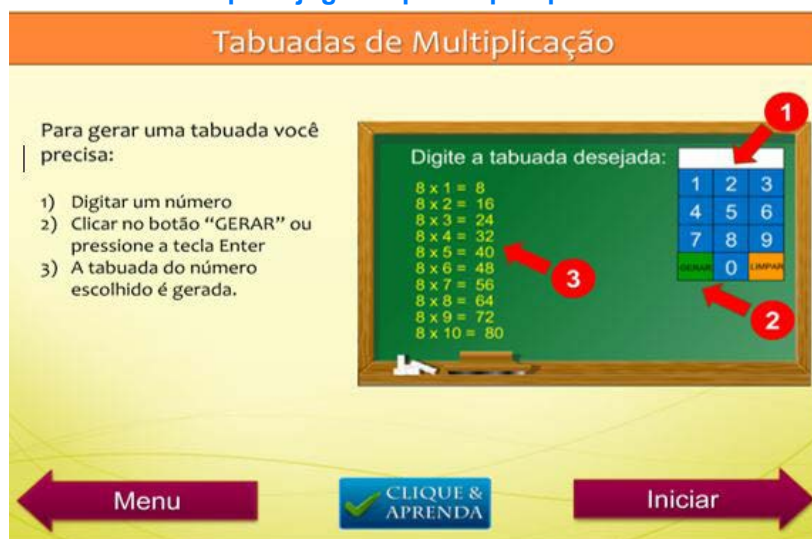 Tabuadas de Multiplicação
Para gerar uma tabuada você
precisa:
1) Digitar um número
2) Clicar no botão “GERAR” ou
pressione a tecla Enter
3) A tabuada do número
escolhido é gerada.
Digite a tabuada desejada:
8 x 1 = 8
8 x 2 = 16
8 x 3 = 24
8 x 4 = 32
8 x 5 = 40
8 x 6 = 48
8 x 7 = 56
8 x 8 = 64
8 x 9 = 72
8 x 10 = 80
1
1 2 3
4 5 6
7 8 9
GERAR 0 LIMPAR
3
2
Menu
CLIQUE &
APRENDA
Iniciar